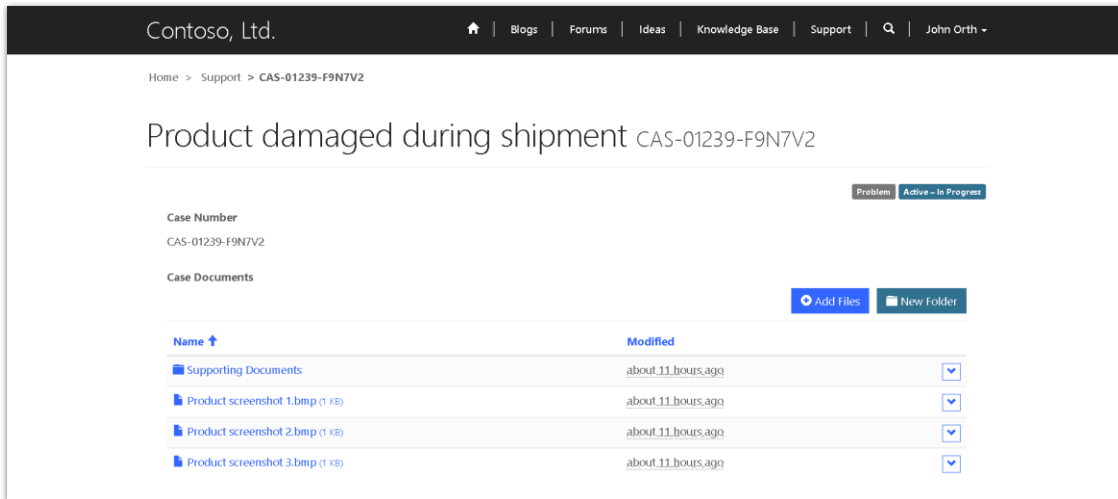 Contoso, Ltd.
Blogs | Forums | Ideas | Knowledge Base | Support | John Orth
Home > Support > CAS-01239-F9N7V2
Product damaged during shipment CAS-01239-F9N7V2
Problem Active – In Progress
Case Number
CAS-01239-F9N7V2
Case Documents
Add Files New Folder
Name Modified
Supporting Documents about 11 hours ago
Product screenshot 1.bmp (1 KB) about 11 hours ago
Product screenshot 2.bmp (1 KB) about 11 hours ago
Product screenshot 3.bmp (1 KB) about 11 hours ago